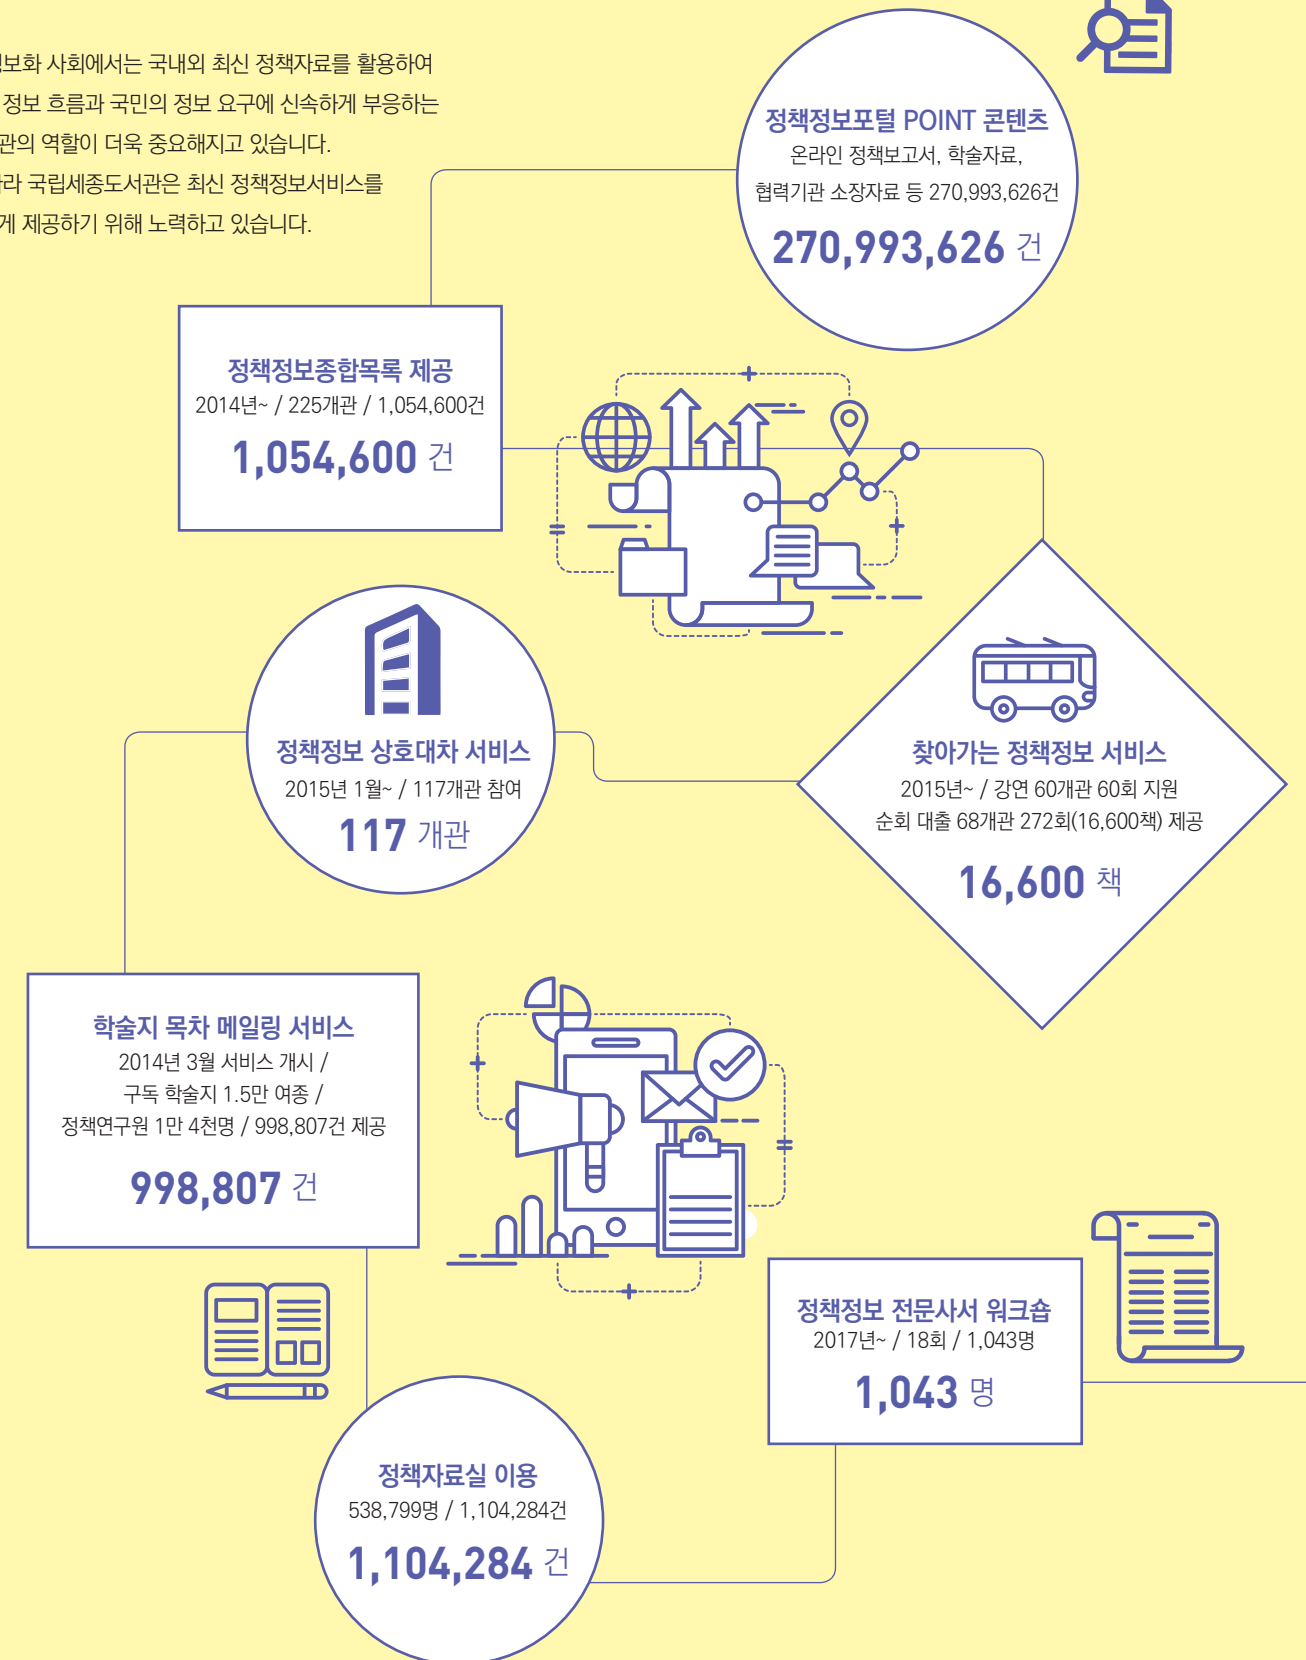 보화 사회에서는 국내외 최신 정책자료를 활용하여
정보 흐름과 국민의 정보 요구에 신속하게 부응하는
관의 역할이 더욱 중요해지고 있습니다.
라 국립세종도서관은 최신 정책정보서비스를
게 제공하기 위해 노력하고 있습니다.
정책정보포털 POINT 콘텐츠
온라인 정책보고서, 학술자료,
협력기관 소장자료 등 270,993,626건
270,993,626 건
정책정보종합목록 제공
2014년~ / 225개관 / 1,054,600건
1,054,600 건
찾아가는 정책정보 서비스
2015년~ / 강연 60개관 60회 지원
순회 대출 68개관 272회(16,600책) 제공
16,600 책
정책정보 상호대차 서비스
2015년 1월~ / 117개관 참여
117 개관
학술지 목차 메일링 서비스
2014년 3월 서비스 개시 /
구독 학술지 1.5만 여종 /
정책연구원 1만 4천명 / 998,807건 제공
998,807 건
정책자료실 이용
538,799명 / 1,104,284건
1,104,284 건
정책정보 전문사서 워크숍
2017년~ / 18회 / 1,043명
1,043 명